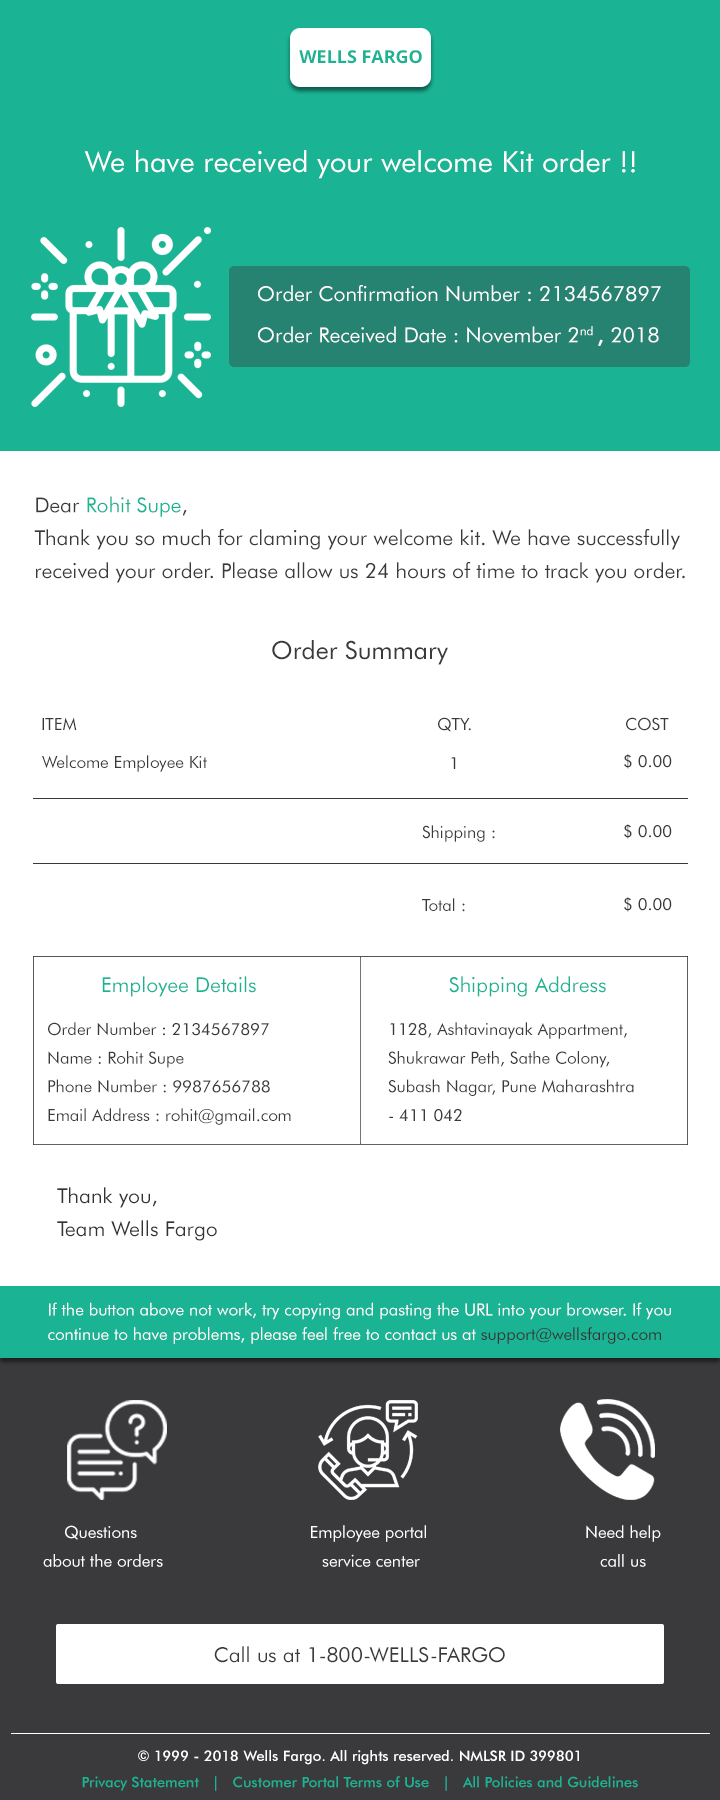 WELLS FARGO
We have received your welcome Kit order !!
Order Confirmation Number : 2134567897
Order Received Date : November 2nd , 2018
Dear Rohit Supe,
Thank you so much for claming your welcome kit. We have successfully
received your order. Please allow us 24 hours of time to track you order.
Order Summary
ITEM QTY. COST
Welcome Employee Kit 1 $ 0.00
Shipping : $ 0.00
Total : $ 0.00
Employee Details
Order Number : 2134567897
Name : Rohit Supe
Phone Number : 9987656788
Email Address : rohit@gmail.com
Shipping Address
1128, Ashtavinayak Appartment,
Shukrawar Peth, Sathe Colony,
Subash Nagar, Pune Maharashtra
- 411 042
Thank you,
Team Wells Fargo
If the button above not work, try copying and pasting the URL into your browser. If you
continue to have problems, please feel free to contact us at support@wellsfargo.com
?
Questions
about the orders
Employee portal
service center
Need help
call us
Call us at 1-800-WELLS-FARGO
© 1999 - 2018 Wells Fargo. All rights reserved. NMLSR ID 399801
Privacy Statement | Customer Portal Terms of Use | All Policies and Guidelines